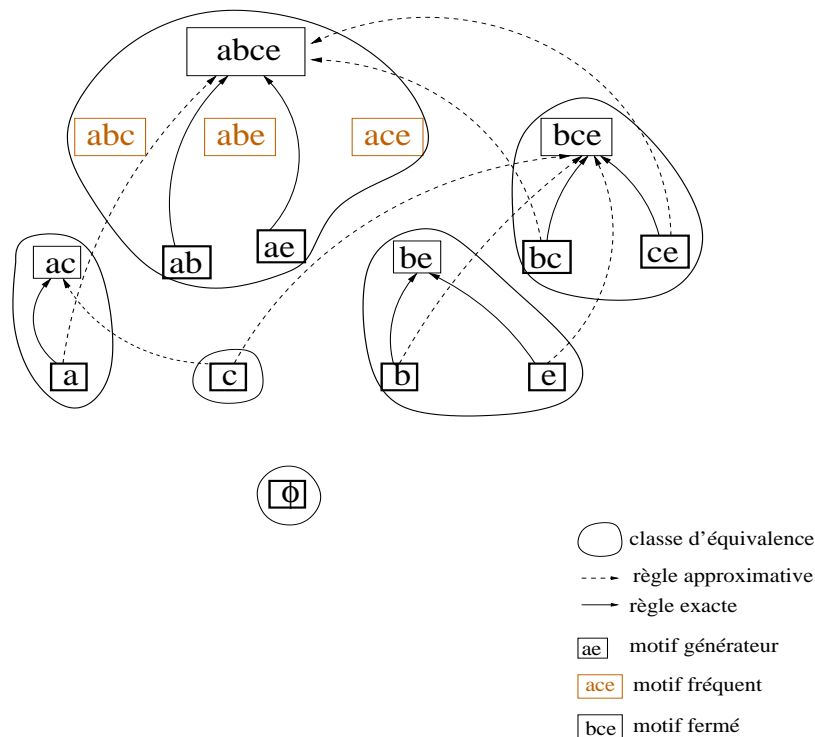 abce
abc abe ace
bce
ab ae
bc ce
ac be
a c b e
ϕ
classe d'équivalence
règle approximative
règle exacte
ae motif générateur
ace motif fréquent
bce motif fermé